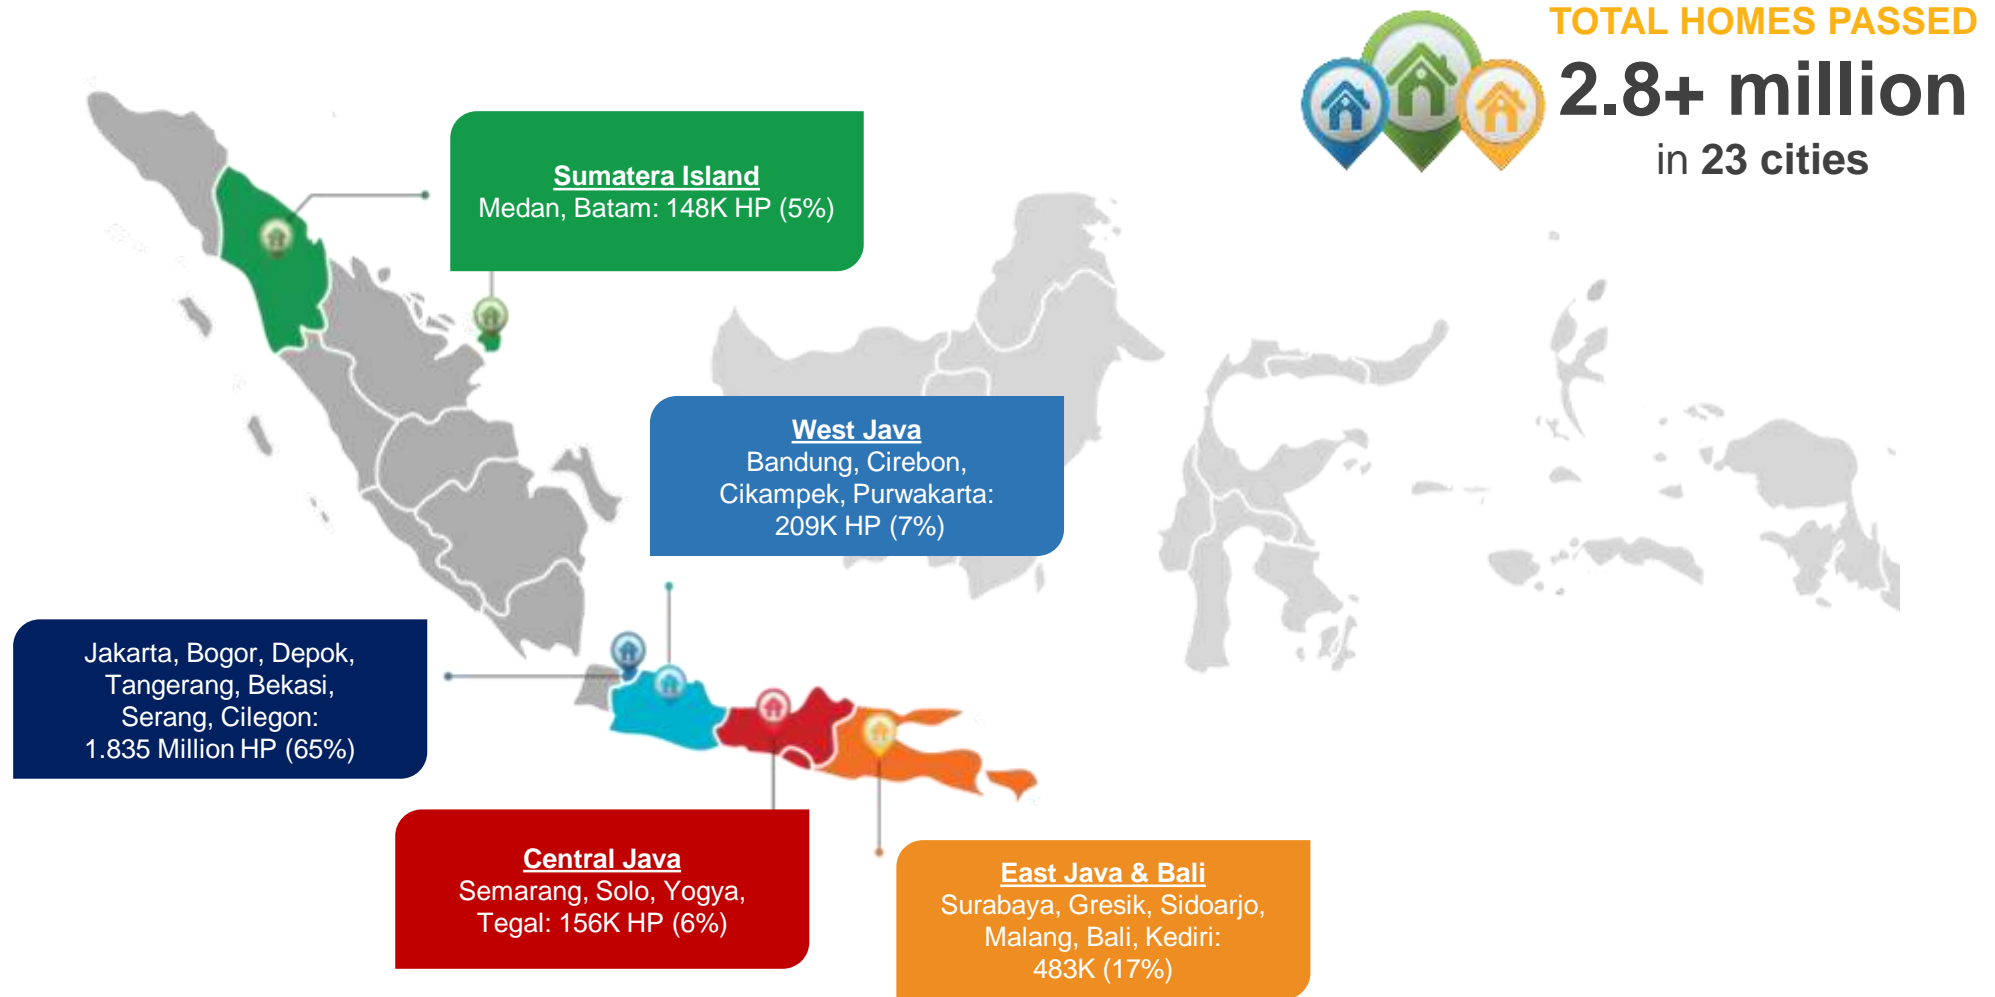 TOTAL HOMES PASSED
2.8+ million
in 23 cities
Sumatera Island
Medan, Batam: 148K HP (5%)
West Java
Bandung, Cirebon,
Cikampek, Purwakarta:
209K HP (7%)
Jakarta, Bogor, Depok,
Tangerang, Bekasi,
Serang, Cilegon:
1.835 Million HP (65%)
Central Java
Semarang, Solo, Yogya,
Tegal: 156K HP (6%)
East Java & Bali
Surabaya, Gresik, Sidoarjo,
Malang, Bali, Kediri:
483K (17%)